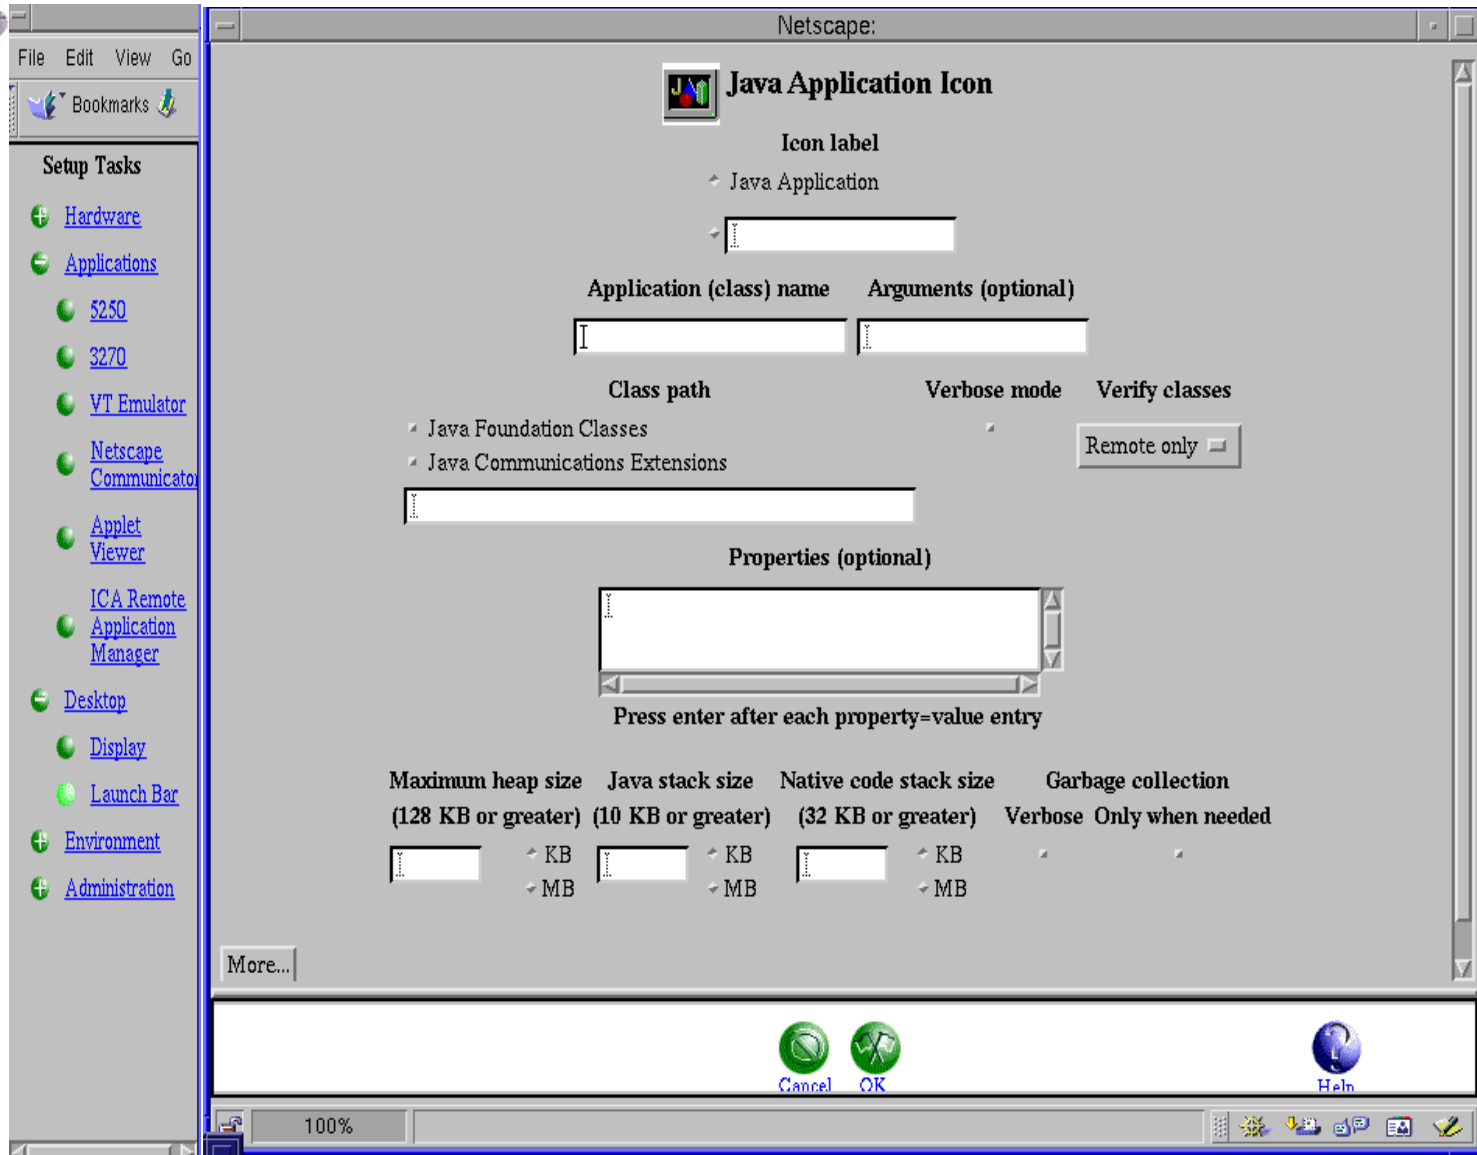 Netscape:
File Edit View Go
Bookmarks
Setup Tasks
Hardware
Applications
5250
3270
VT Emulator
Netscape
Communicator
Applet
Viewer
ICA Remote
Application
Manager
Desktop
Display
Launch Bar
Environment
Administration
Java Application Icon
Icon label
Java Application
Application (class) name Arguments (optional)
Class path Verbose mode Verify classes
Java Foundation Classes
Remote only
Java Communications Extensions
Properties (optional)
Press enter after each property=value entry
Maximum heap size Java stack size Native code stack size Garbage collection
(128 KB or greater) (10 KB or greater) (32 KB or greater) Verbose Only when needed
KB KB KB
MB MB MB
More...
Cancel OK Help
100%